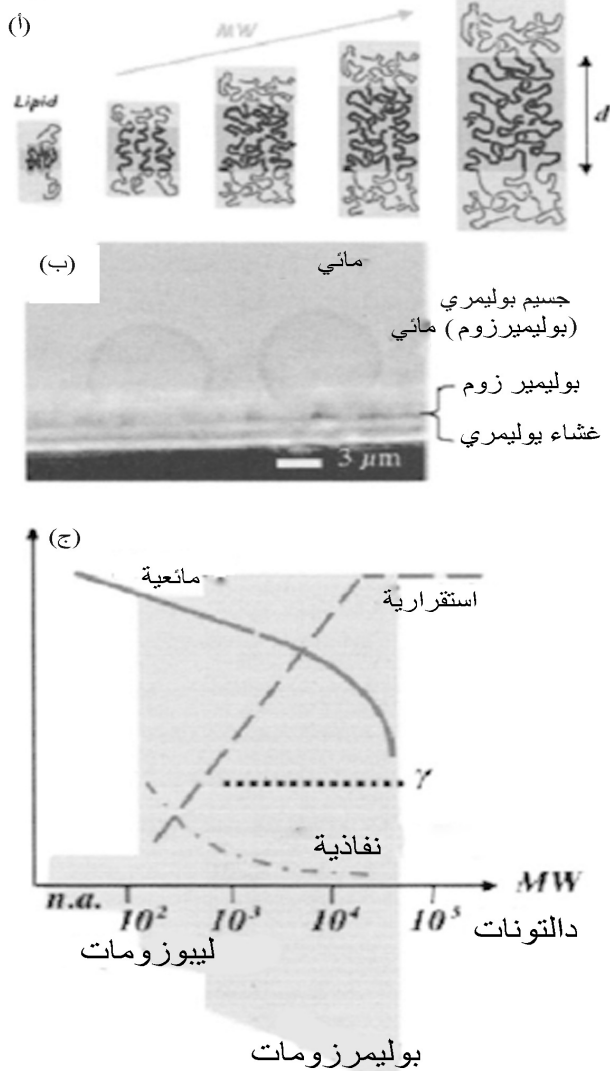 (أ)
MW
Lipid
d
(ب)
مائي
جسيم بوليمري
(بوليميرزوم) مائي
بوليمير زوم
غشاء يوليمري
3 µm
(ج)
مائعية
استقرارية
γ
نفاذية
MW
n.a.
10² 10³ 10⁴ 10⁵
دالتونات
ليبوزومات
بوليمرزومات